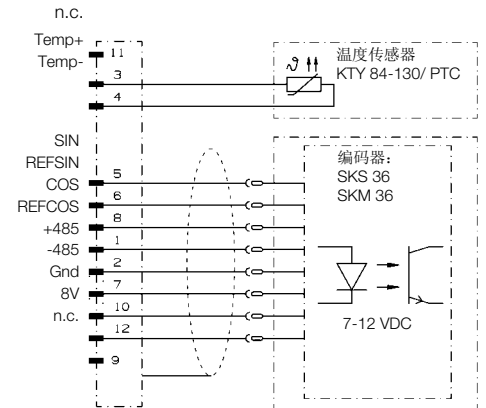 n.c.
Temp+
Temp-
11
3
4
ϑ
温度传感器
KTY 84-130/ PTC
SIN
REFSIN
COS
REFCOS
+485
-485
Gnd
8V
n.c.
5
6
8
1
2
7
10
12
9
编码器：
SKS 36
SKM 36
7-12 VDC